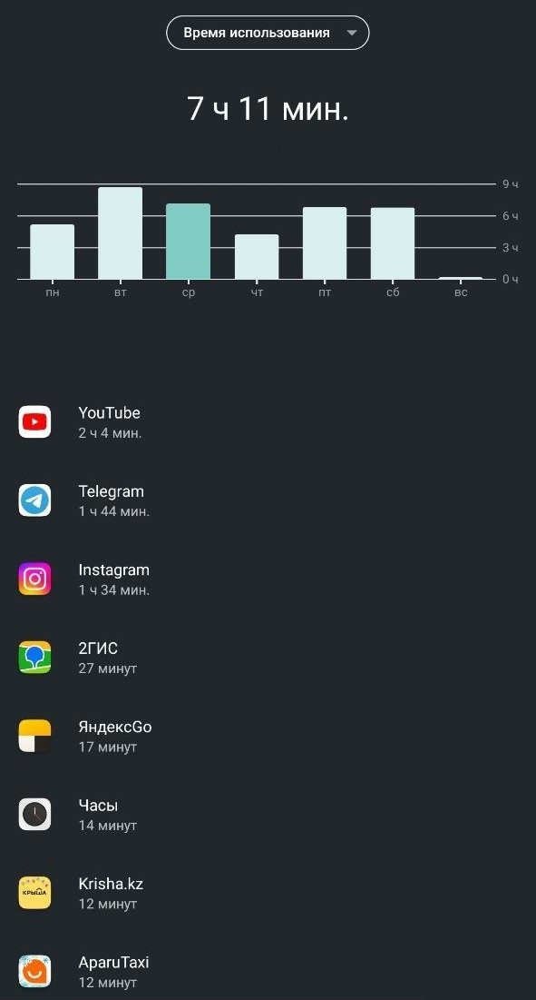 Время использования
7 ч 11 мин.
9 ч
6 ч
3 ч
0 ч
пн вт ср чт пт сб вс
YouTube
2 ч 4 мин.
Telegram
1 ч 44 мин.
Instagram
1 ч 34 мин.
2ГИС
27 минут
ЯндексGo
17 минут
Часы
14 минут
КРЫША
Krisha.kz
12 минут
AparuTaxi
12 минут